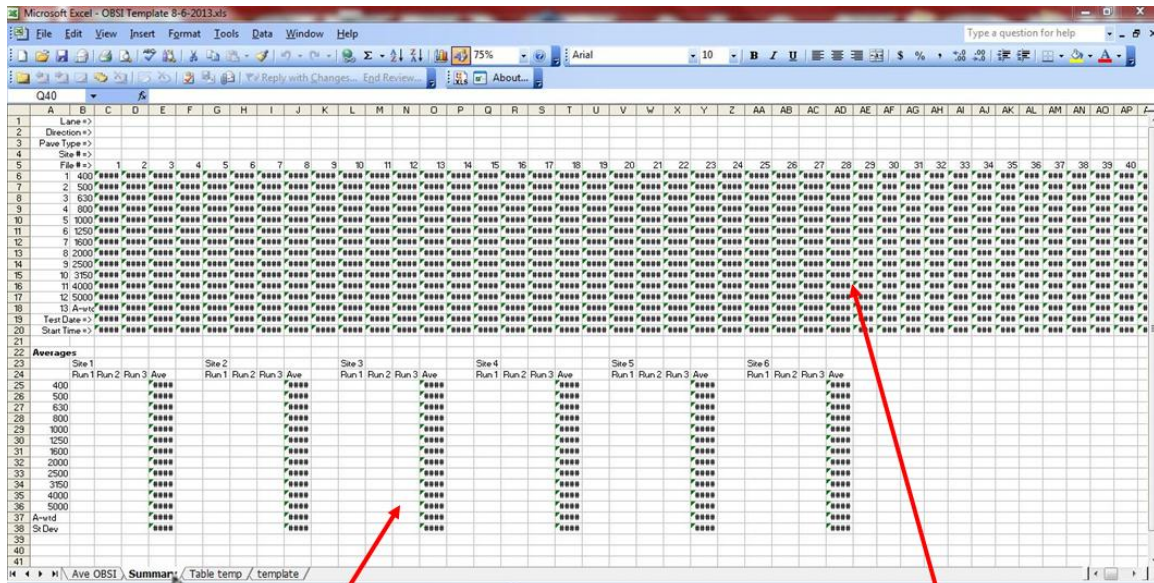 Microsoft Excel - OBSI Template 8-6-2013.xls
File Edit View Insert Format Tools Data Window Help Type a question for help
75% Arial 10 B I U $ % ,
Reply with Changes... End Review... About...
Q40 fx
A B C D E F G H I J K L M N O P Q R S T U V W X Y Z AA AB AC AD AE AF AG AH AI AJ AK AL AM AN AO AP
1 Lane =>
2 Direction =>
3 Pave Type =>
4 Site # =>
5 File # => 1 2 3 4 5 6 7 8 9 10 11 12 13 14 15 16 17 18 19 20 21 22 23 24 25 26 27 28 29 30 31 32 33 34 35 36 37 38 39 40
6 1 400
7 2 500
8 3 630
9 4 800
10 5 1000
11 6 1250
12 7 1600
13 8 2000
14 9 2500
15 10 3150
16 11 4000
17 12 5000
18 13 A-wtd
19 Test Date =>
20 Start Time =>
21
22 Averages
23 Site 1 Site 2 Site 3 Site 4 Site 5 Site 6
24 Run 1 Run 2 Run 3 Ave Run 1 Run 2 Run 3 Ave Run 1 Run 2 Run 3 Ave Run 1 Run 2 Run 3 Ave Run 1 Run 2 Run 3 Ave Run 1 Run 2 Run 3 Ave
25 400
26 500
27 630
28 800
29 1000
30 1250
31 1600
32 2000
33 2500
34 3150
35 4000
36 5000
37 A-wtd
38 St Dev
39
40
41
Ave OBSI Summary Table temp template